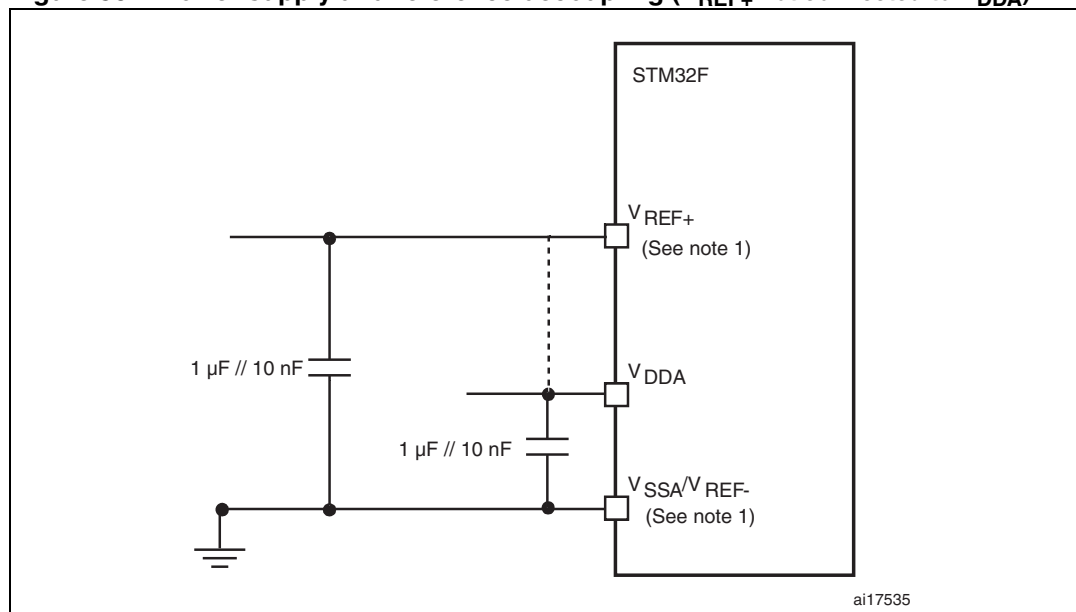 STM32F
V REF+
(See note 1)
1 µF // 10 nF
V DDA
1 µF // 10 nF
V SSA/V REF-
(See note 1)
ai17535